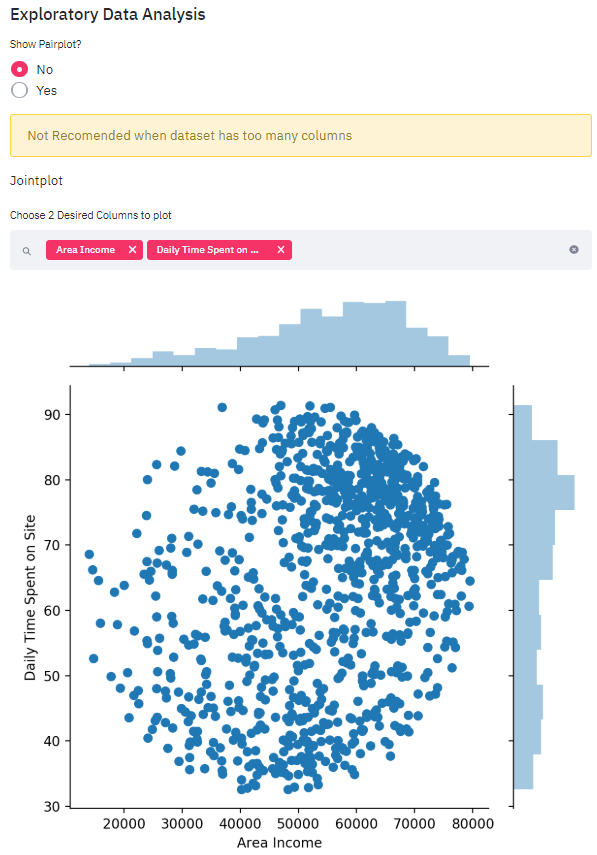 Exploratory Data Analysis
Show Pairplot?
No
Yes
Not Recomended when dataset has too many columns
Jointplot
Choose 2 Desired Columns to plot
Area Income × Daily Time Spent on ... ×
90
80
70
60
50
40
30
Daily Time Spent on Site
20000 30000 40000 50000 60000 70000 80000
Area Income